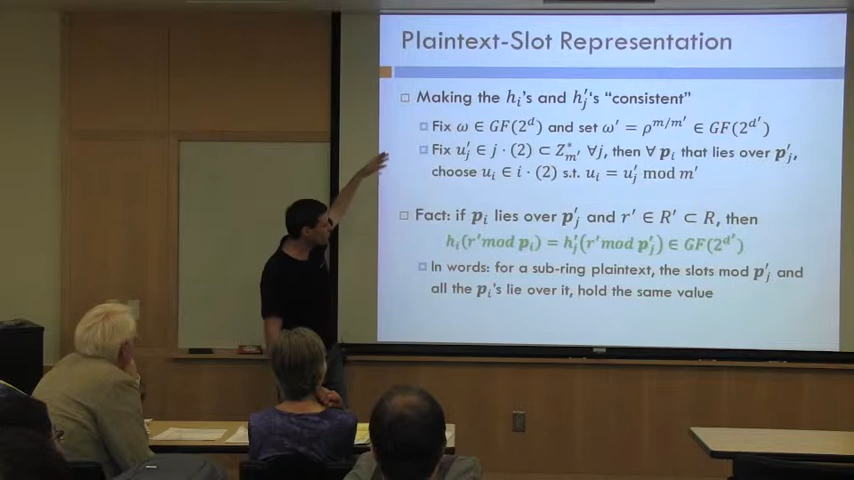 Plaintext-Slot Representation
Making the hᵢ's and h′ⱼ's "consistent"
Fix ω ∈ GF(2ᵈ) and set ω′ = ρ^{m/m′} ∈ GF(2^{d′})
Fix u′ⱼ ∈ j · (2) ⊂ Z*ₘ′ ∀j, then ∀ 𝒑ᵢ that lies over 𝒑′ⱼ,
choose uᵢ ∈ i · (2) s.t. uᵢ = u′ⱼ mod m′
Fact: if 𝒑ᵢ lies over 𝒑′ⱼ and r′ ∈ R′ ⊂ R, then
hᵢ(r′mod 𝒑ᵢ) = h′ⱼ(r′mod 𝒑′ⱼ) ∈ GF(2^{d′})
In words: for a sub-ring plaintext, the slots mod 𝒑′ⱼ and
all the 𝒑ᵢ's lie over it, hold the same value